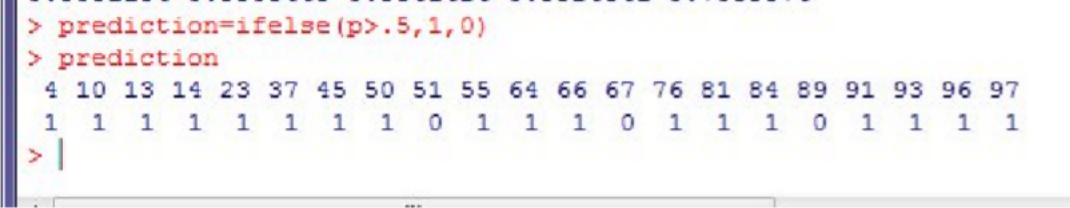 > prediction=ifelse(p>.5,1,0)
> prediction
4 10 13 14 23 37 45 50 51 55 64 66 67 76 81 84 89 91 93 96 97
1 1 1 1 1 1 1 1 0 1 1 1 0 1 1 1 0 1 1 1 1
>